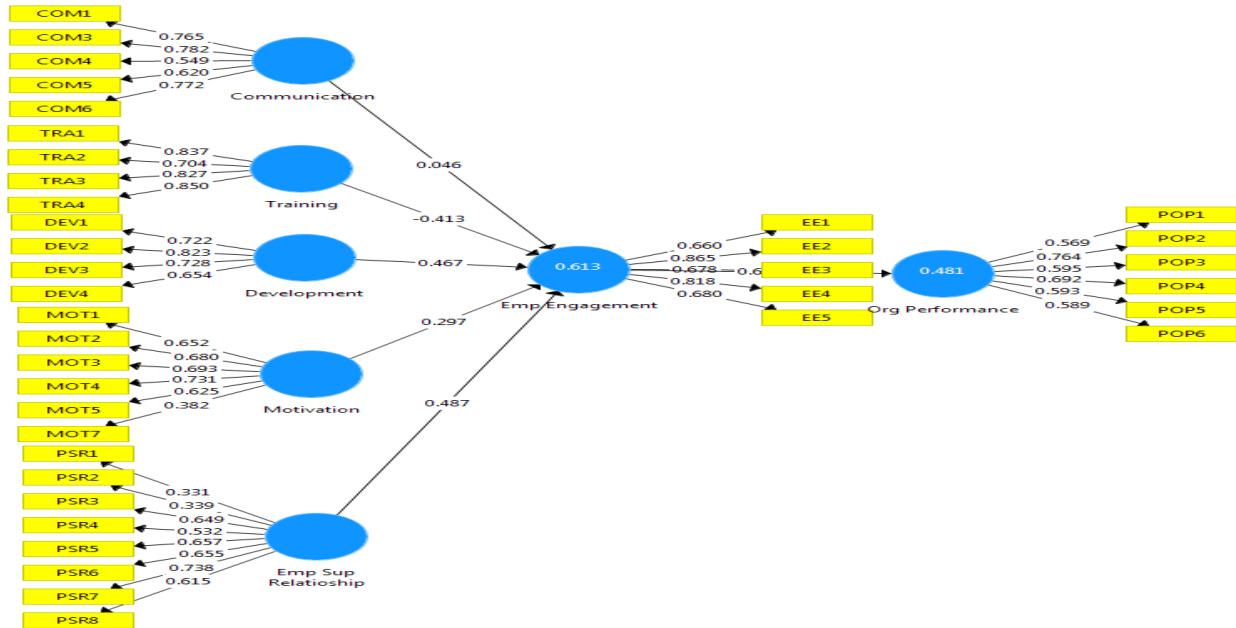 COM1
COM3
COM4
COM5
COM6
0.765
0.782
0.549
0.620
0.772
Communication
TRA1
TRA2
TRA3
TRA4
0.837
0.704
0.827
0.850
Training
DEV1
DEV2
DEV3
DEV4
0.722
0.823
0.728
0.654
Development
MOT1
MOT2
MOT3
MOT4
MOT5
MOT7
0.652
0.680
0.693
0.731
0.625
0.382
Motivation
PSR1
PSR2
PSR3
PSR4
PSR5
PSR6
PSR7
PSR8
0.331
0.339
0.649
0.532
0.657
0.655
0.738
0.615
Emp Sup
Relatioship
0.046
-0.413
0.467
0.297
0.487
0.613
Emp Engagement
0.660
0.865
0.678
0.818
0.680
EE1
EE2
EE3
EE4
EE5
0.481
Org Performance
0.569
0.764
0.595
0.692
0.593
0.589
POP1
POP2
POP3
POP4
POP5
POP6